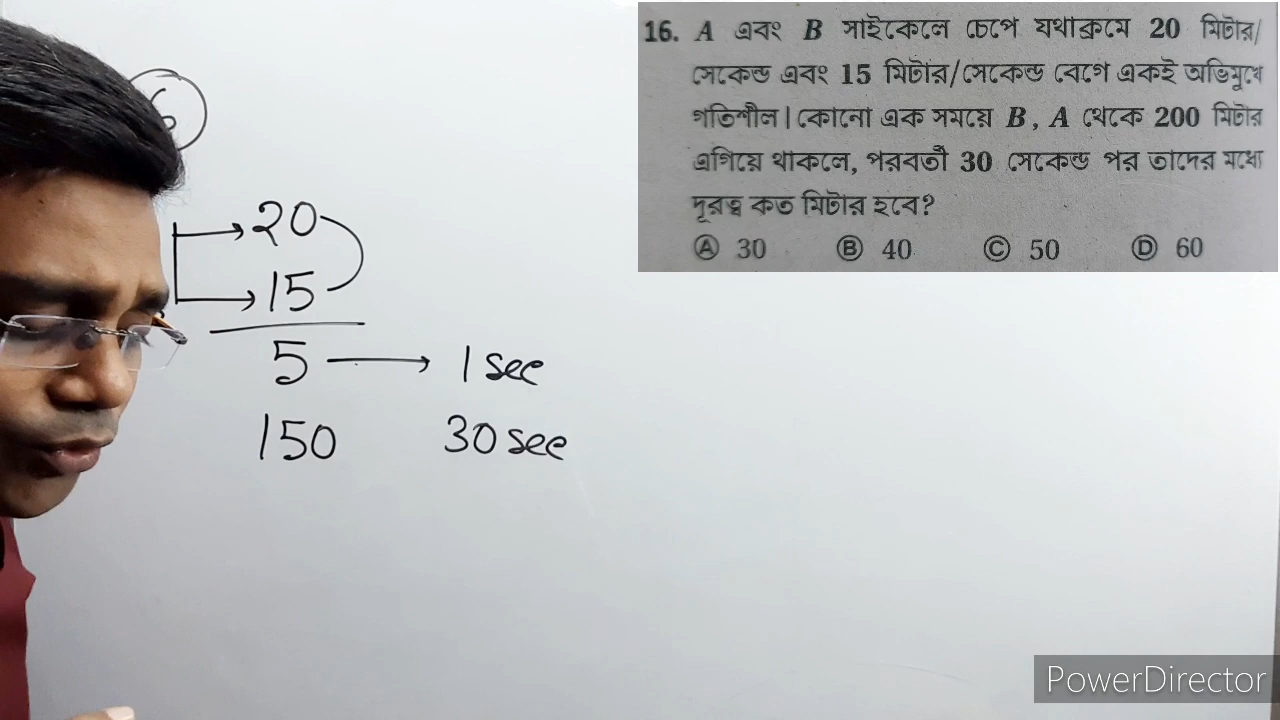 16. A এবং B সাইকেলে চেপে যথাক্রমে 20 মিটার/
সেকেন্ড এবং 15 মিটার/সেকেন্ড বেগে একই অভিমুখে
গতিশীল। কোনো এক সময়ে B, A থেকে 200 মিটার
এগিয়ে থাকলে, পরবর্তী 30 সেকেন্ড পর তাদের মধ্যে
দূরত্ব কত মিটার হবে?
Ⓐ 30 Ⓑ 40 Ⓒ 50 Ⓓ 60
20
15
5 → 1 sec
150 30 sec
PowerDirector